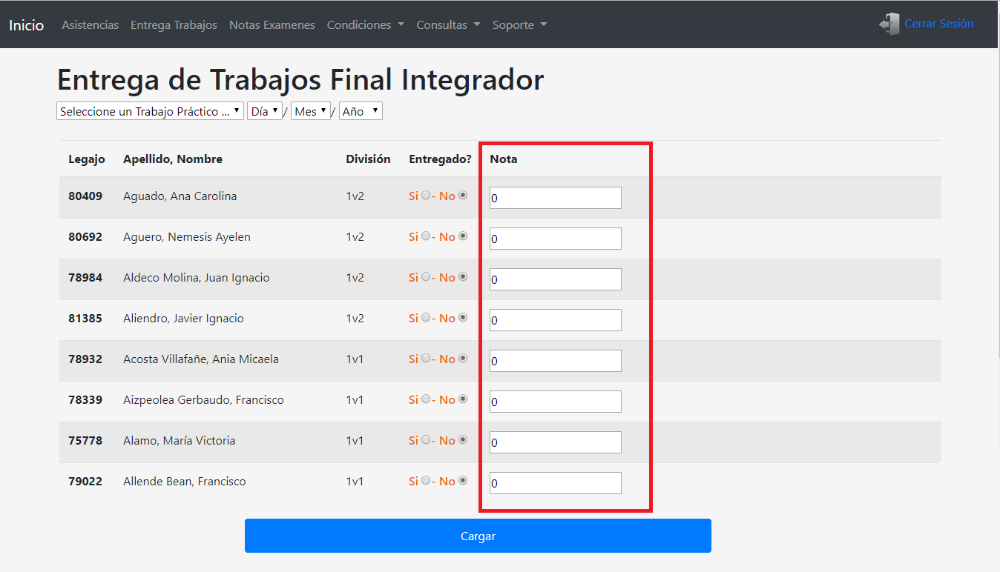 Inicio Asistencias Entrega Trabajos Notas Examenes Condiciones Consultas Soporte Cerrar Sesión
Entrega de Trabajos Final Integrador
Seleccione un Trabajo Práctico ... Día / Mes / Año
Legajo Apellido, Nombre División Entregado? Nota
80409 Aguado, Ana Carolina 1v2 Si - No 0
80692 Aguero, Nemesis Ayelen 1v2 Si - No 0
78984 Aldeco Molina, Juan Ignacio 1v2 Si - No 0
81385 Aliendro, Javier Ignacio 1v2 Si - No 0
78932 Acosta Villafañe, Ania Micaela 1v1 Si - No 0
78339 Aizpeolea Gerbaudo, Francisco 1v1 Si - No 0
75778 Alamo, María Victoria 1v1 Si - No 0
79022 Allende Bean, Francisco 1v1 Si - No 0
Cargar